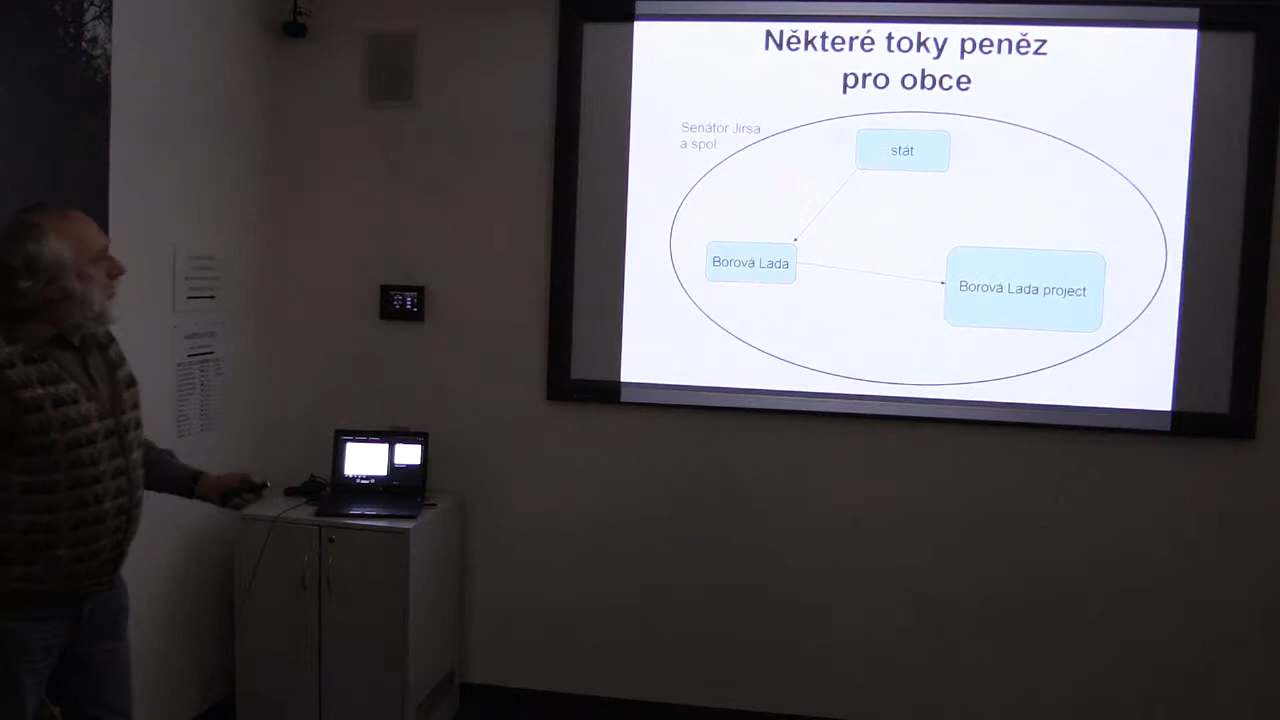 Některé toky peněz
pro obce
Senátor Jirsa
a spol
stát
Borová Lada
Borová Lada project